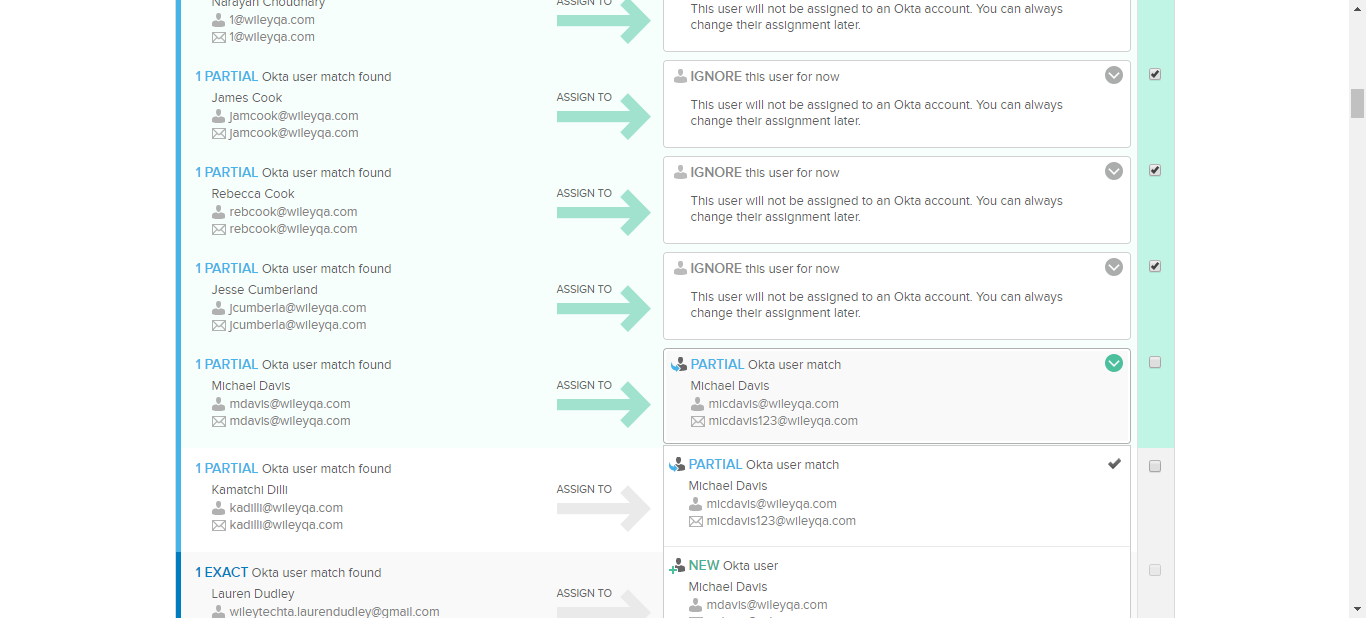 Narayan Choudhary
1@wileyqa.com
1@wileyqa.com
ASSIGN TO
This user will not be assigned to an Okta account. You can always
change their assignment later.
1 PARTIAL Okta user match found
James Cook
jamcook@wileyqa.com
jamcook@wileyqa.com
ASSIGN TO
IGNORE this user for now
This user will not be assigned to an Okta account. You can always
change their assignment later.
1 PARTIAL Okta user match found
Rebecca Cook
rebcook@wileyqa.com
rebcook@wileyqa.com
ASSIGN TO
IGNORE this user for now
This user will not be assigned to an Okta account. You can always
change their assignment later.
1 PARTIAL Okta user match found
Jesse Cumberland
jcumberla@wileyqa.com
jcumberla@wileyqa.com
ASSIGN TO
IGNORE this user for now
This user will not be assigned to an Okta account. You can always
change their assignment later.
1 PARTIAL Okta user match found
Michael Davis
mdavis@wileyqa.com
mdavis@wileyqa.com
ASSIGN TO
PARTIAL Okta user match
Michael Davis
micdavis@wileyqa.com
micdavis123@wileyqa.com
1 PARTIAL Okta user match found
Kamatchi Dilli
kadilli@wileyqa.com
kadilli@wileyqa.com
ASSIGN TO
PARTIAL Okta user match
Michael Davis
micdavis@wileyqa.com
micdavis123@wileyqa.com
1 EXACT Okta user match found
Lauren Dudley
wileytechta.laurendudley@gmail.com
ASSIGN TO
NEW Okta user
Michael Davis
mdavis@wileyqa.com